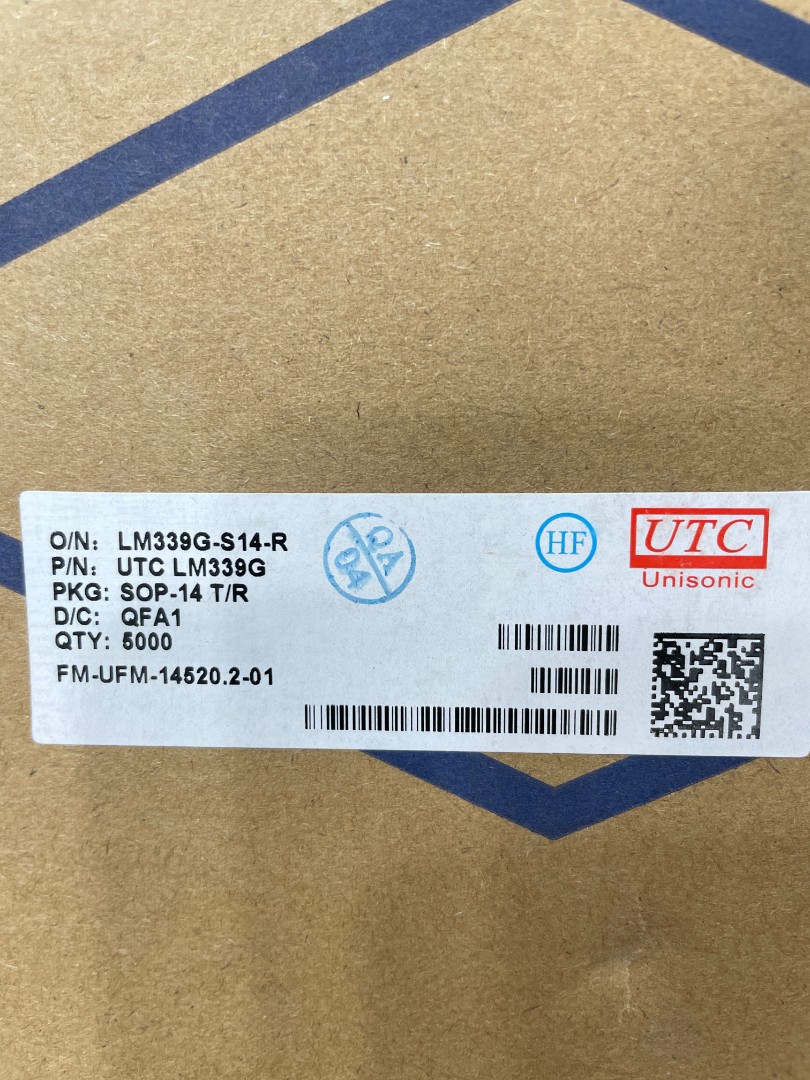 O/N: LM339G-S14-R
P/N: UTC LM339G
PKG: SOP-14 T/R
D/C: QFA1
QTY: 5000
FM-UFM-14520.2-01
QA
04
HF
UTC
Unisonic